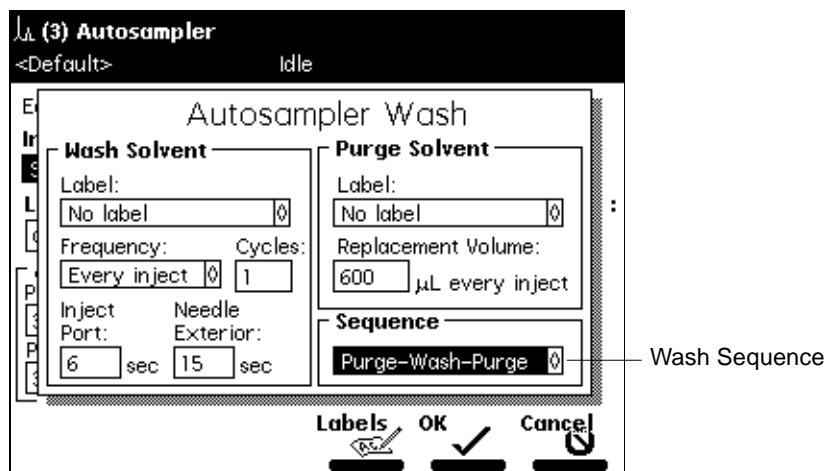 (3) Autosampler
<Default> Idle
Autosampler Wash
Wash Solvent
Label:
No label
Frequency: Cycles:
Every inject 1
Inject Port: Needle Exterior:
6 sec 15 sec
Purge Solvent
Label:
No label
Replacement Volume:
600 µL every inject
Sequence
Purge-Wash-Purge
Wash Sequence
Labels OK Cancel